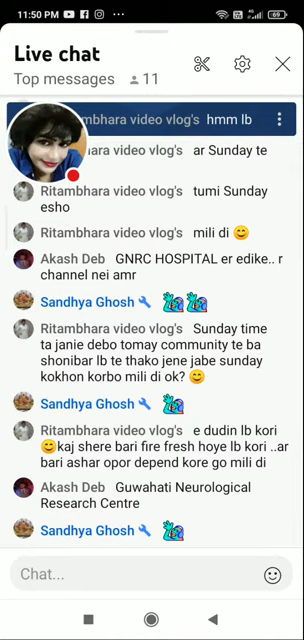 11:50 PM
69
Live chat
Top messages 11
mbhara video vlog's hmm lb
ara video vlog's ar Sunday te
Ritambhara video vlog's tumi Sunday
esho
Ritambhara video vlog's mili di 😊
Akash Deb GNRC HOSPITAL er edike.. r
channel nei amr
Sandhya Ghosh
Ritambhara video vlog's Sunday time
ta janie debo tomay community te ba
shonibar lb te thako jene jabe sunday
kokhon korbo mili di ok? 😊
Sandhya Ghosh
Ritambhara video vlog's e dudin lb kori
😊kaj shere bari fire fresh hoye lb kori ..ar
bari ashar opor depend kore go mili di
Akash Deb Guwahati Neurological
Research Centre
Sandhya Ghosh
Chat...